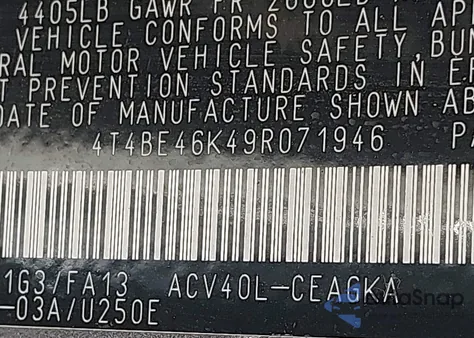 4405LB GAWR FR
VEHICLE CONFORMS TO ALL AP
RAL MOTOR VEHICLE SAFETY, BUM
T PREVENTION STANDARDS IN EF
DATE OF MANUFACTURE SHOWN AB
4T4BE46K49R071946 PA
1G3/FA13 ACV40L-CEAGKA
-03A/U250E